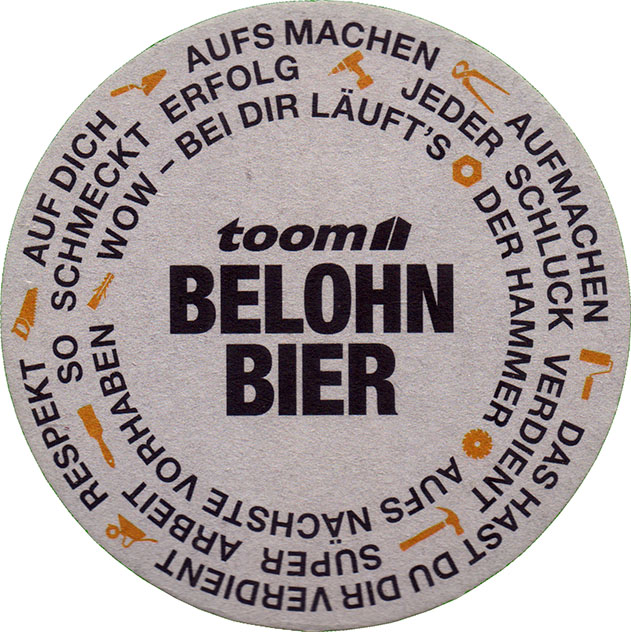 AUF DICH
AUFS MACHEN
AUFMACHEN
DAS HAST DU DIR VERDIENT
RESPEKT
SO SCHMECKT ERFOLG
JEDER SCHLUCK VERDIENT
SÜPER ARBEIT
WOW – BEI DIR LÄUFT'S
DER HAMMER
AUFS NÄCHSTE VORHABEN
toom
BELOHN
BIER